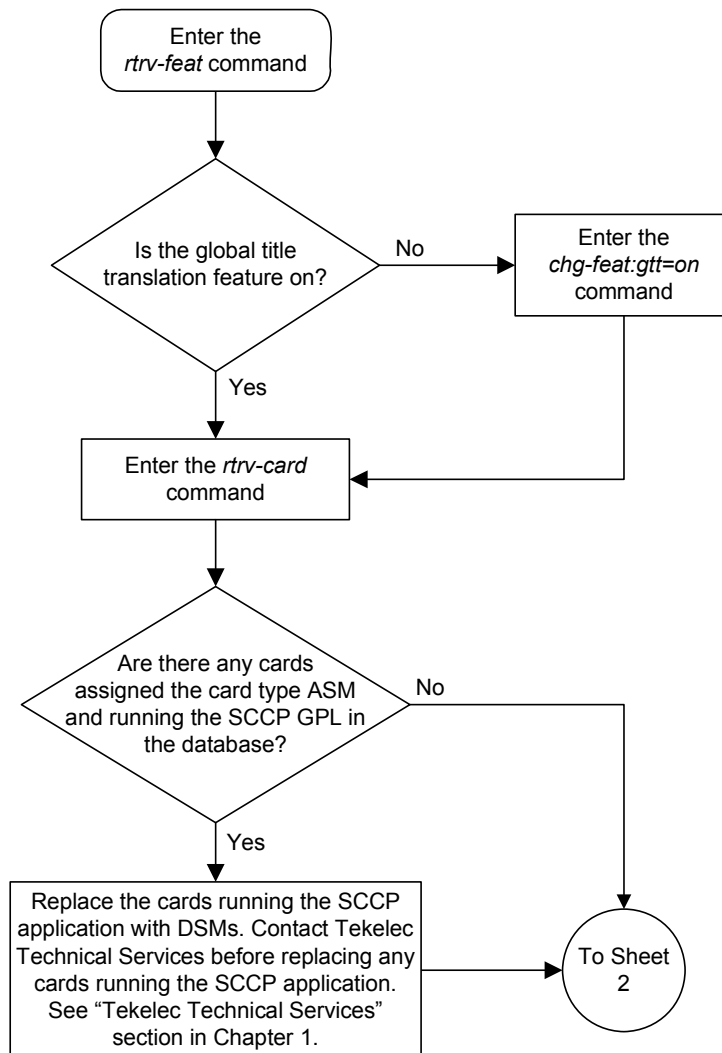 Enter the
rtrv-feat command
Is the global title
translation feature on?
No
Enter the
chg-feat:gtt=on
command
Yes
Enter the rtrv-card
command
Are there any cards
assigned the card type ASM
and running the SCCP GPL in
the database?
No
Yes
Replace the cards running the SCCP
application with DSMs. Contact Tekelec
Technical Services before replacing any
cards running the SCCP application.
See “Tekelec Technical Services”
section in Chapter 1.
To Sheet
2